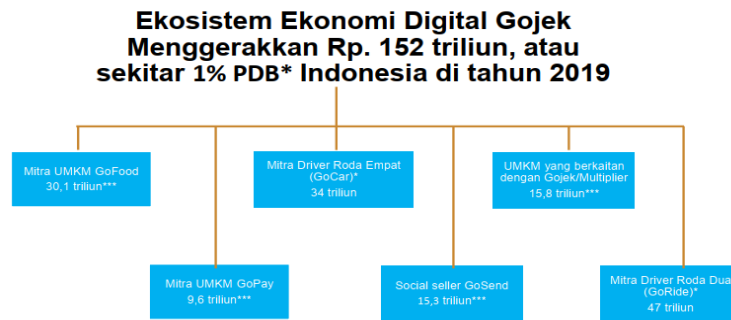 Ekosistem Ekonomi Digital Gojek
Menggerakkan Rp. 152 triliun, atau
sekitar 1% PDB* Indonesia di tahun 2019
Mitra UMKM GoFood
30,1 triliun***
Mitra Driver Roda Empat
(GoCar)*
34 triliun
UMKM yang berkaitan
dengan Gojek/Multiplier
15,8 triliun***
Mitra UMKM GoPay
9,6 triliun***
Social seller GoSend
15,3 triliun***
Mitra Driver Roda Dua
(GoRide)*
47 triliun